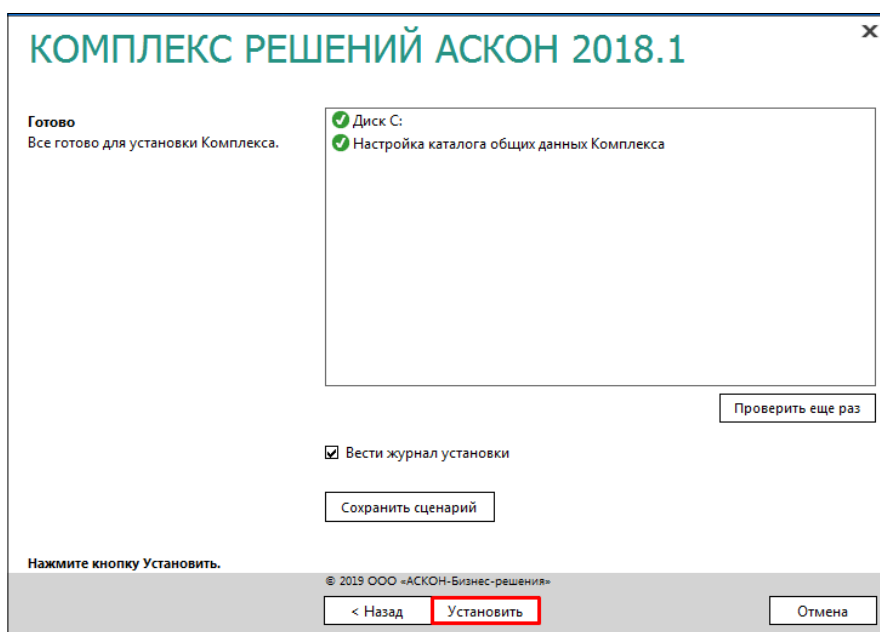 КОМПЛЕКС РЕШЕНИЙ АСКОН 2018.1
Готово
Все готово для установки Комплекса.
Диск C:
Настройка каталога общих данных Комплекса
Проверить еще раз
Вести журнал установки
Сохранить сценарий
Нажмите кнопку Установить.
© 2019 ООО «АСКОН-Бизнес-решения»
< Назад
Установить
Отмена